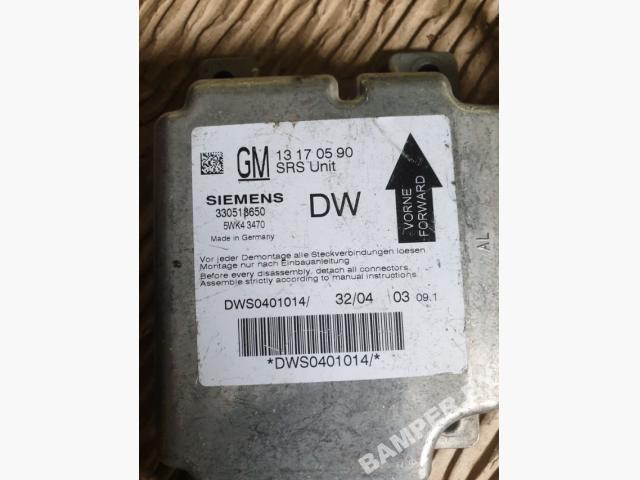 GM 13 17 05 90
SRS Unit
SIEMENS
330518650
5WK4 3470
Made in Germany
DW
VORNE
FORWARD
Vor jeder Demontage alle Steckverbindungen loesen
Montage nur nach Einbauanleitung
Before every disassembly, detach all connectors.
Assemble strictly according to manual instructions.
DWS0401014/ 32/04 03 09.1
*DWS0401014/*
AL
BAMPER.BY